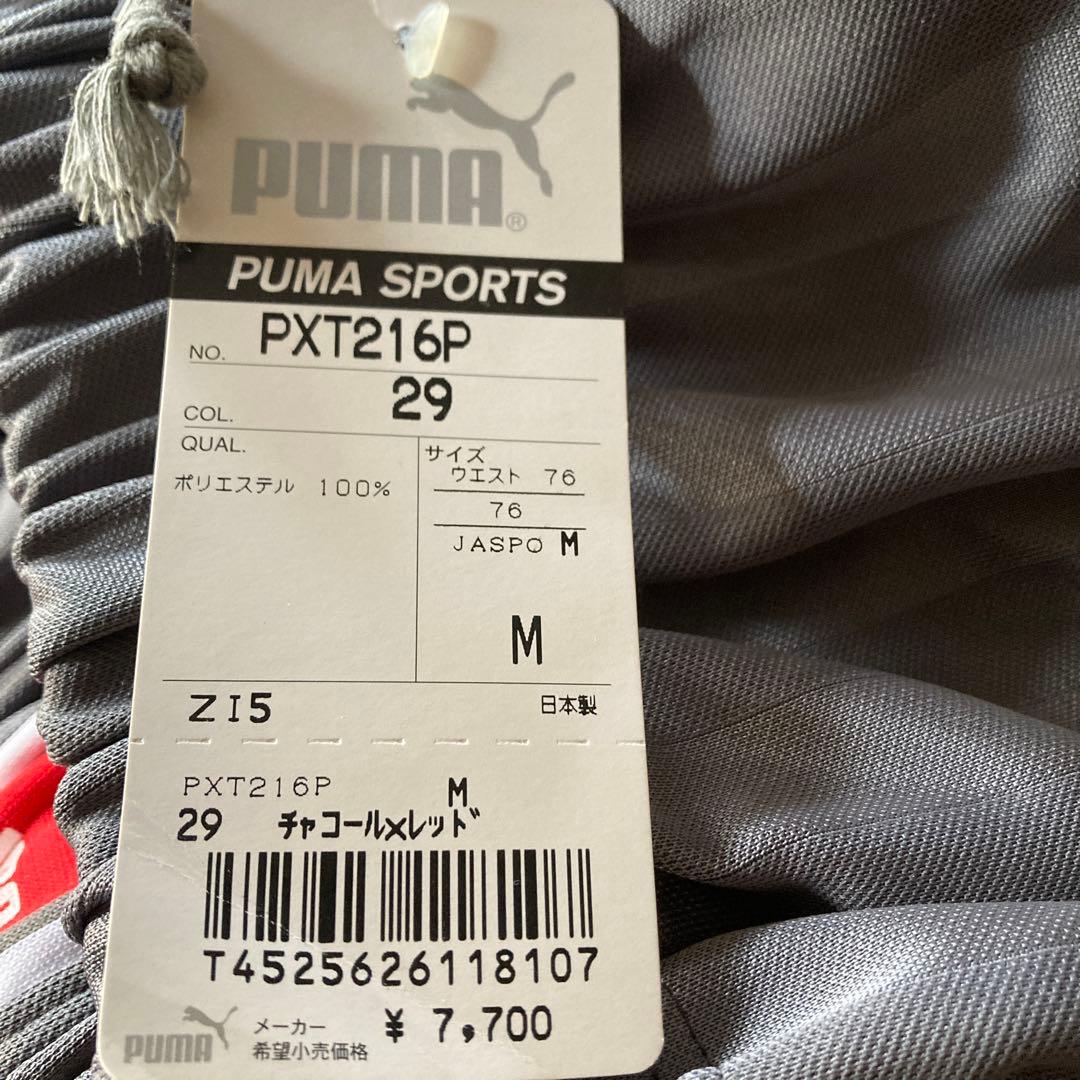 PUMA®
PUMA SPORTS
NO. PXT216P
COL. 29
QUAL.
ポリエステル 100%
サイズ
ウエスト 76
76
JASPO M
M
ZI5 日本製
PXT216P M
29 チャコール×レッド
T4525626118107
PUMA メーカー希望小売価格 ¥ 7,700